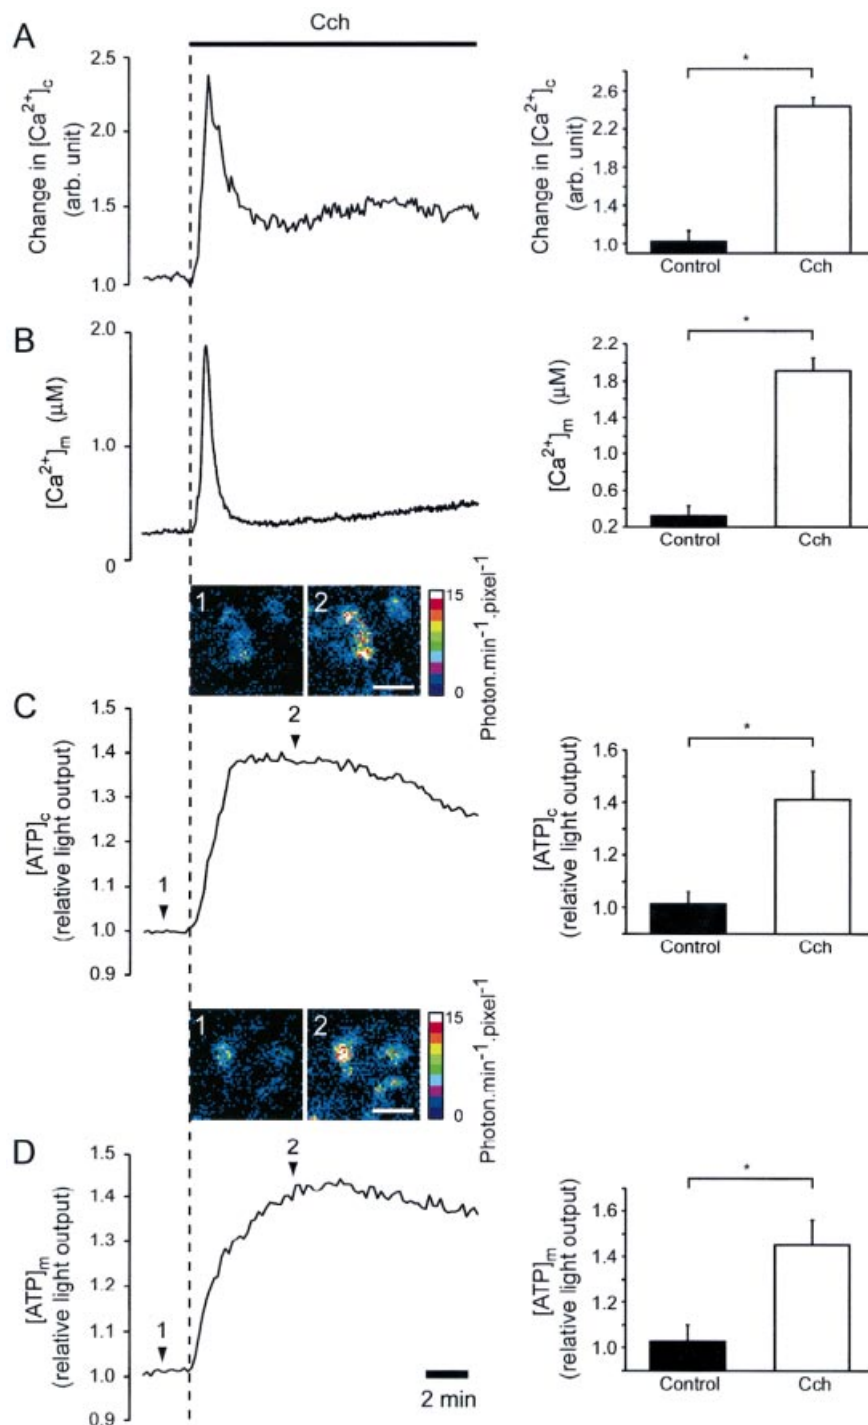 Cch
A
Change in [Ca²⁺]c
(arb. unit)
2.5
2.0
1.5
1.0
*
Change in [Ca²⁺]c
(arb. unit)
2.6
2.2
1.8
1.4
1.0
Control
Cch
B
[Ca²⁺]m (µM)
2.0
1.0
0
*
[Ca²⁺]m (µM)
2.2
1.8
1.4
1.0
0.6
0.2
Control
Cch
1
2
15
0
Photon.min⁻¹.pixel⁻¹
C
[ATP]c
(relative light output)
1.5
1.4
1.3
1.2
1.1
1.0
0.9
1
2
*
[ATP]c
(relative light output)
1.6
1.4
1.2
1.0
Control
Cch
1
2
15
0
Photon.min⁻¹.pixel⁻¹
D
[ATP]m
(relative light output)
1.5
1.4
1.3
1.2
1.1
1.0
0.9
1
2
2 min
*
[ATP]m
(relative light output)
1.6
1.4
1.2
1.0
Control
Cch